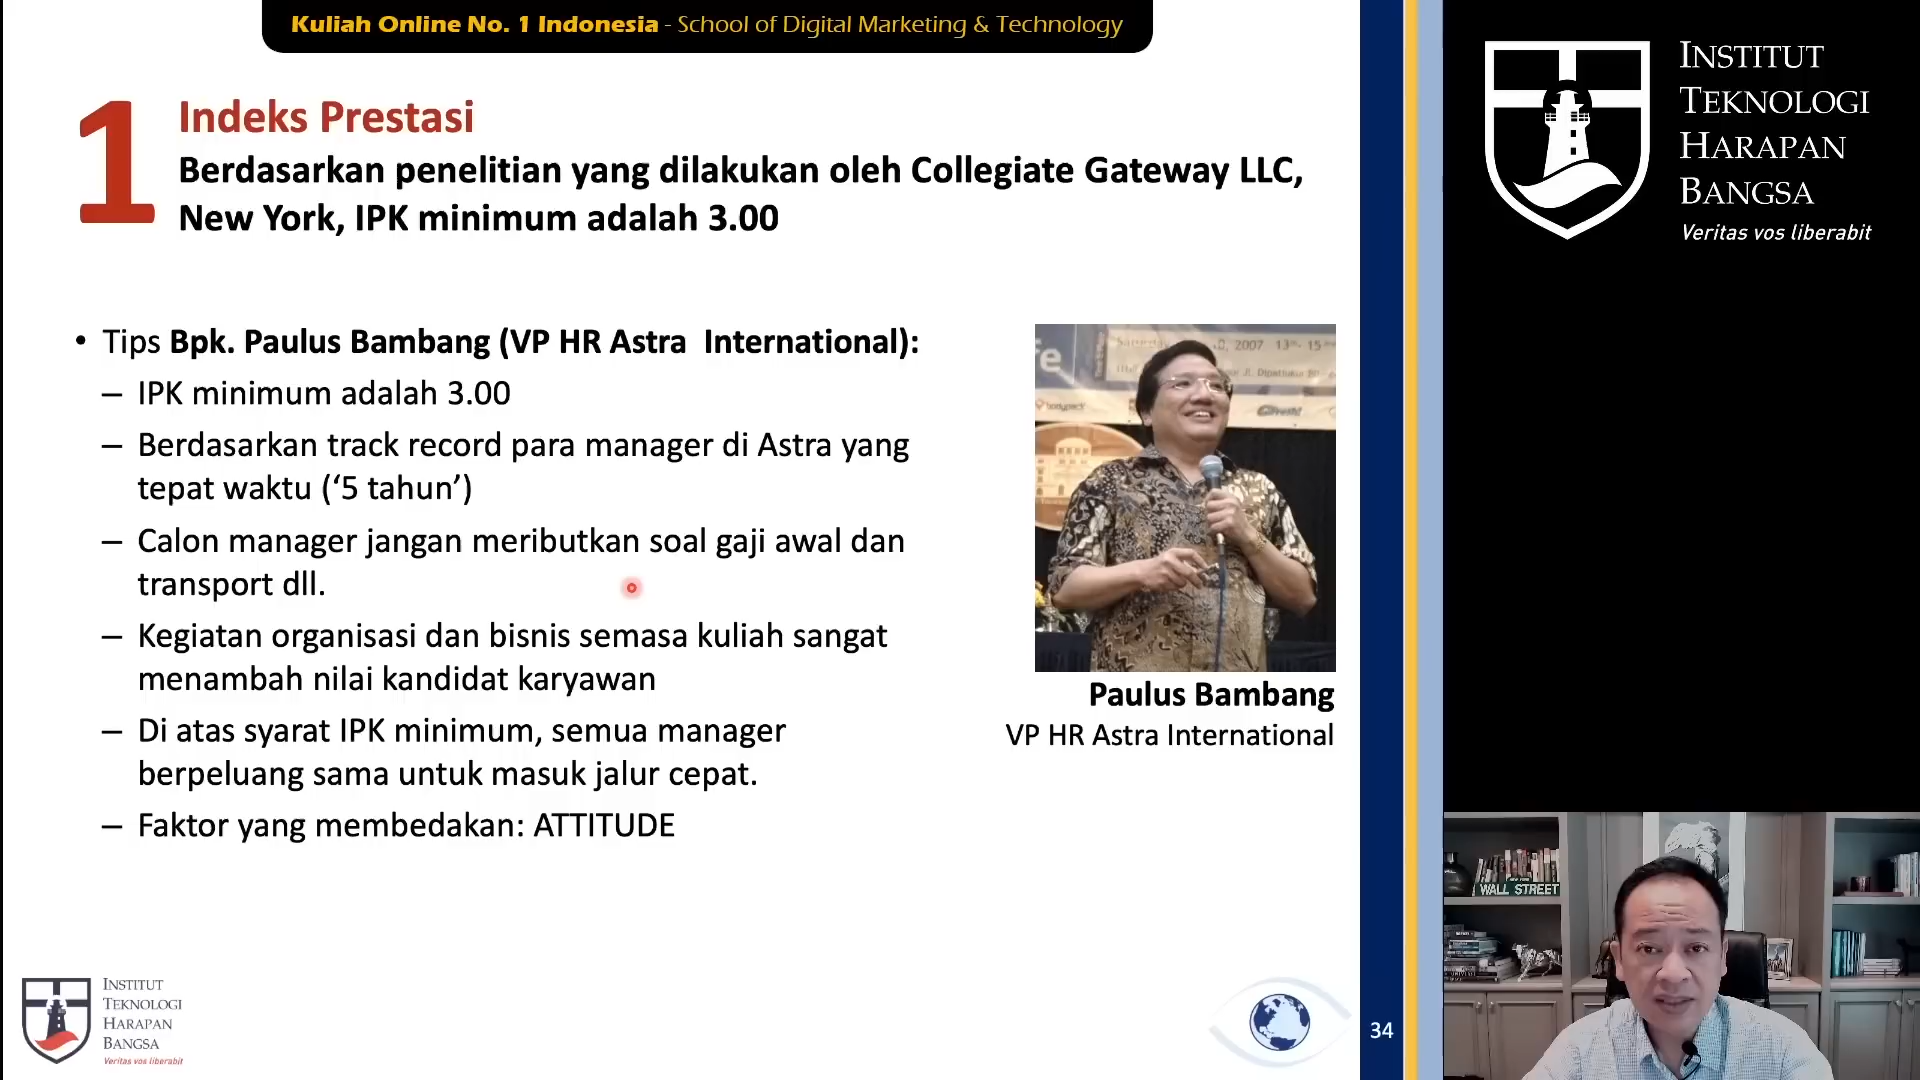 Kuliah Online No. 1 Indonesia - School of Digital Marketing & Technology
1
Indeks Prestasi
Berdasarkan penelitian yang dilakukan oleh Collegiate Gateway LLC,
New York, IPK minimum adalah 3.00
• Tips Bpk. Paulus Bambang (VP HR Astra International):
– IPK minimum adalah 3.00
– Berdasarkan track record para manager di Astra yang
tepat waktu (‘5 tahun’)
– Calon manager jangan meributkan soal gaji awal dan
transport dll.
– Kegiatan organisasi dan bisnis semasa kuliah sangat
menambah nilai kandidat karyawan
– Di atas syarat IPK minimum, semua manager
berpeluang sama untuk masuk jalur cepat.
– Faktor yang membedakan: ATTITUDE
0, 2007 13th- 15
bodypack
Paulus Bambang
VP HR Astra International
INSTITUT
TEKNOLOGI
HARAPAN
BANGSA
Veritas vos liberabit
34
INSTITUT
TEKNOLOGI
HARAPAN
BANGSA
Veritas vos liberabit
WALL STREET